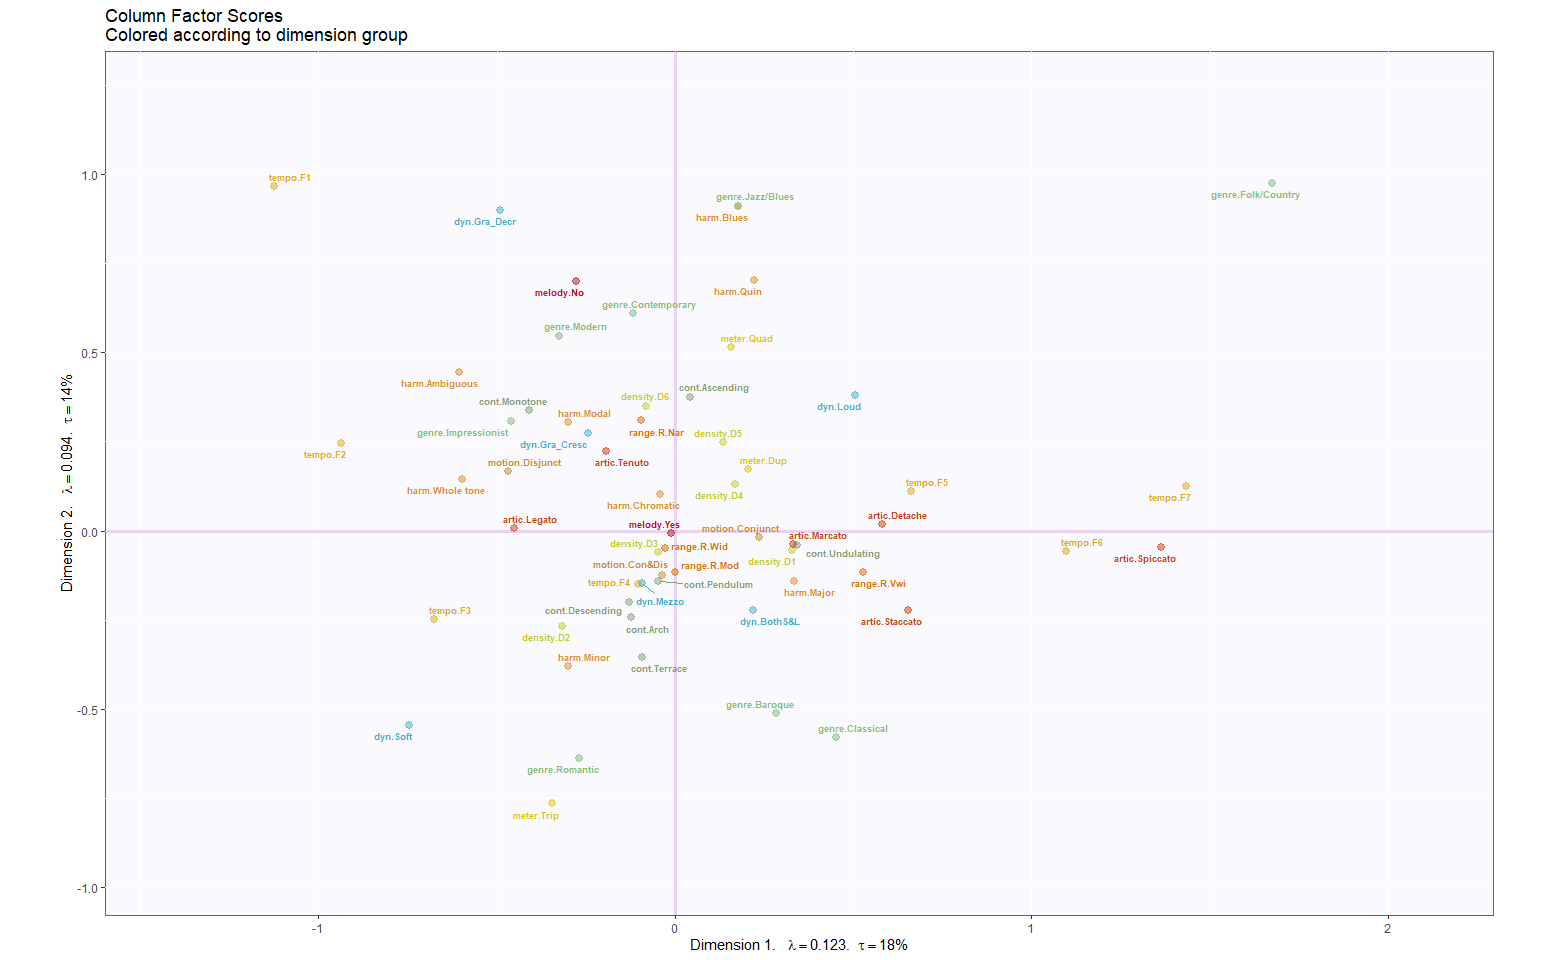 Column Factor Scores
Colored according to dimension group
tempo.F1
genre.Jazz/Blues
genre.Folk/Country
dyn.Gra_Decr
harm.Blues
melody.No
harm.Quin
genre.Contemporary
genre.Modern
meter.Quad
harm.Ambiguous
cont.Ascending
density.D6
cont.Monotone
dyn.Loud
harm.Modal
genre.Impressionist
range.R.Nar
density.D5
dyn.Gra_Cresc
tempo.F2
motion.Disjunct
artic.Tenuto
meter.Dup
harm.Whole tone
density.D4
tempo.F5
tempo.F7
harm.Chromatic
artic.Legato
melody.Yes
motion.Conjunct
artic.Detache
artic.Marcato
density.D3
range.R.Wid
cont.Undulating
tempo.F6
motion.Con&Dis
range.R.Mod
density.D1
artic.Spiccato
tempo.F4
cont.Pendulum
harm.Major
range.R.Vwi
dyn.Mezzo
tempo.F3
cont.Descending
dyn.BothS&L
artic.Staccato
density.D2
cont.Arch
harm.Minor
cont.Terrace
genre.Baroque
genre.Classical
dyn.Soft
genre.Romantic
meter.Trip
1.0
0.5
0.0
-0.5
-1.0
Dimension 2. λ = 0.094. τ = 14%
-1
0
1
2
Dimension 1. λ = 0.123. τ = 18%